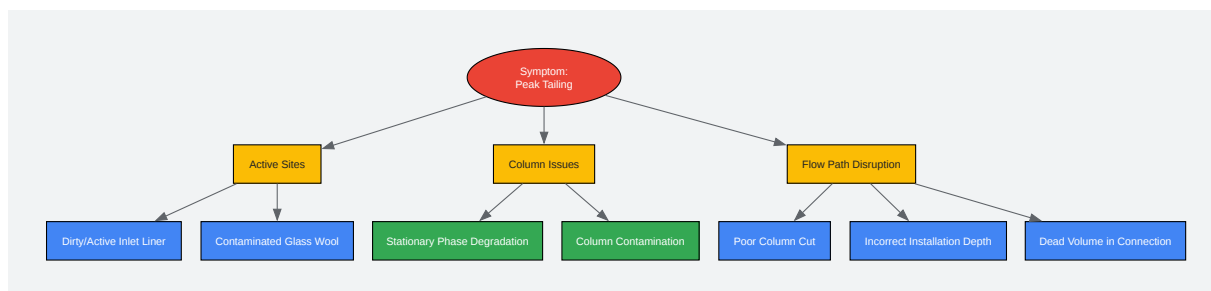 Symptom:
Peak Tailing
Active Sites
Column Issues
Flow Path Disruption
Dirty/Active Inlet Liner
Contaminated Glass Wool
Stationary Phase Degradation
Column Contamination
Poor Column Cut
Incorrect Installation Depth
Dead Volume in Connection